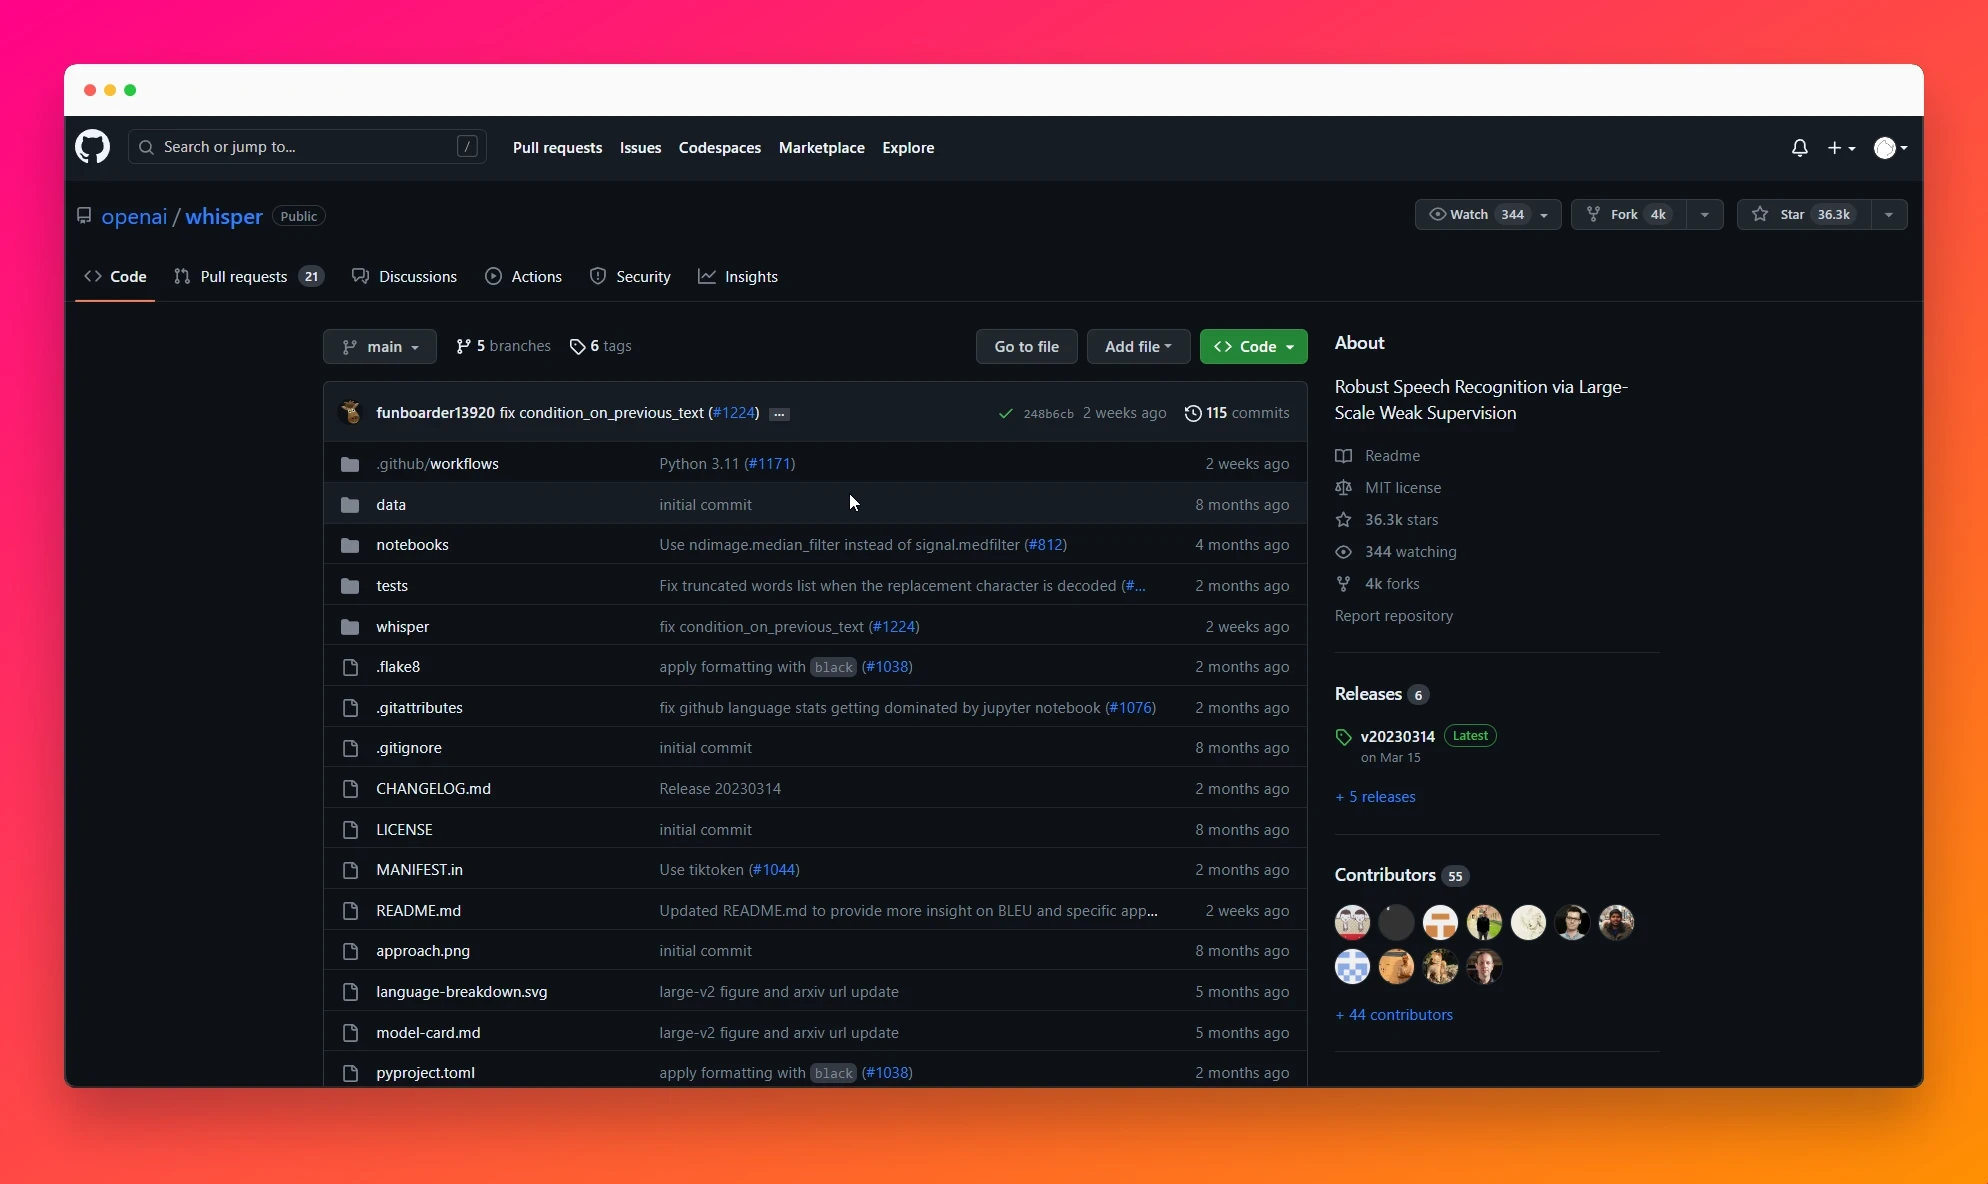 Search or jump to... /
Pull requests Issues Codespaces Marketplace Explore
openai / whisper Public
Watch 344 Fork 4k Star 36.3k
Code Pull requests 21 Discussions Actions Security Insights
main 5 branches 6 tags Go to file Add file Code
funboarder13920 fix condition_on_previous_text (#1224) ... 248b6cb 2 weeks ago 115 commits
.github/workflows Python 3.11 (#1171) 2 weeks ago
data initial commit 8 months ago
notebooks Use ndimage.median_filter instead of signal.medfilter (#812) 4 months ago
tests Fix truncated words list when the replacement character is decoded (#... 2 months ago
whisper fix condition_on_previous_text (#1224) 2 weeks ago
.flake8 apply formatting with black (#1038) 2 months ago
.gitattributes fix github language stats getting dominated by jupyter notebook (#1076) 2 months ago
.gitignore initial commit 8 months ago
CHANGELOG.md Release 20230314 2 months ago
LICENSE initial commit 8 months ago
MANIFEST.in Use tiktoken (#1044) 2 months ago
README.md Updated README.md to provide more insight on BLEU and specific app... 2 weeks ago
approach.png initial commit 8 months ago
language-breakdown.svg large-v2 figure and arxiv url update 5 months ago
model-card.md large-v2 figure and arxiv url update 5 months ago
pyproject.toml apply formatting with black (#1038) 2 months ago
About
Robust Speech Recognition via Large-
Scale Weak Supervision
Readme
MIT license
36.3k stars
344 watching
4k forks
Report repository
Releases 6
v20230314 Latest
on Mar 15
+ 5 releases
Contributors 55
+ 44 contributors